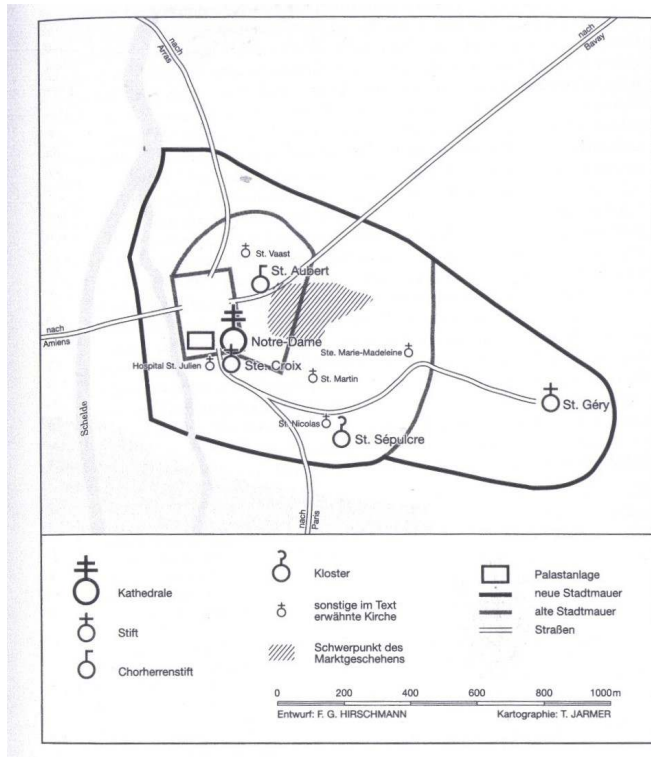 nach
Arras
nach
Bavay
St. Vaast
St. Aubert
nach
Amiens
Notre-Dame
Ste. Marie-Madeleine
Hospital St. Julien
Ste. Croix
St. Martin
St. Géry
Schelde
St. Nicolas
St. Sépulcre
nach
Paris
Kathedrale
Stift
Chorherrenstift
Kloster
sonstige im Text
erwähnte Kirche
Schwerpunkt des
Marktgeschehens
Palastanlage
neue Stadtmauer
alte Stadtmauer
Straßen
0 200 400 600 800 1000 m
Entwurf: F. G. HIRSCHMANN
Kartographie: T. JARMER